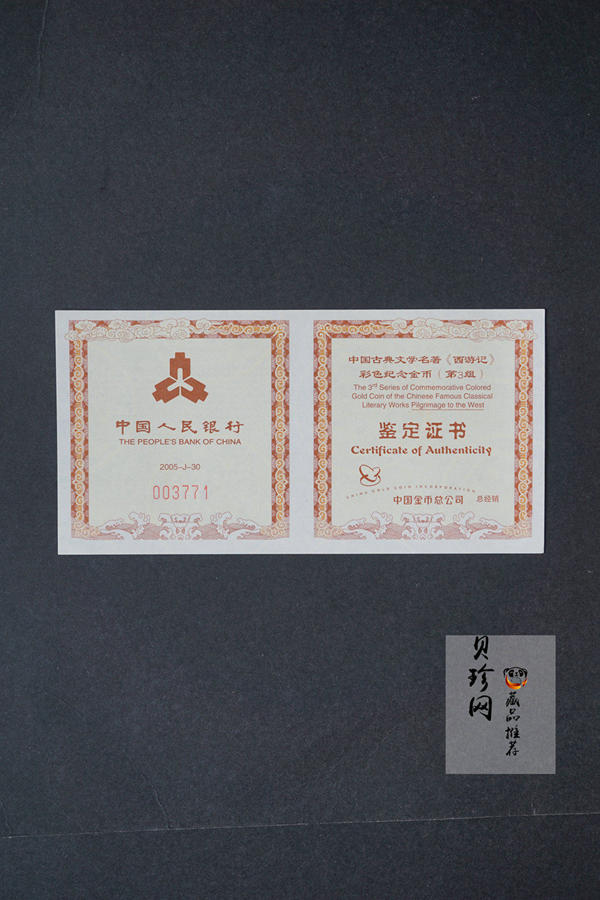 中国人民银行
THE PEOPLE'S BANK OF CHINA
2005-J-30
003771
中国古典文学名著《西游记》
彩色纪念金币（第3组）
The 3rd Series of Commemorative Colored
Gold Coin of the Chinese Famous Classical
Literary Works Pilgrimage to the West
鉴定证书
Certificate of Authenticity
CHINA GOLD COIN INCORPORATION
中国金币总公司 总经销
贝珍网
藏品推荐